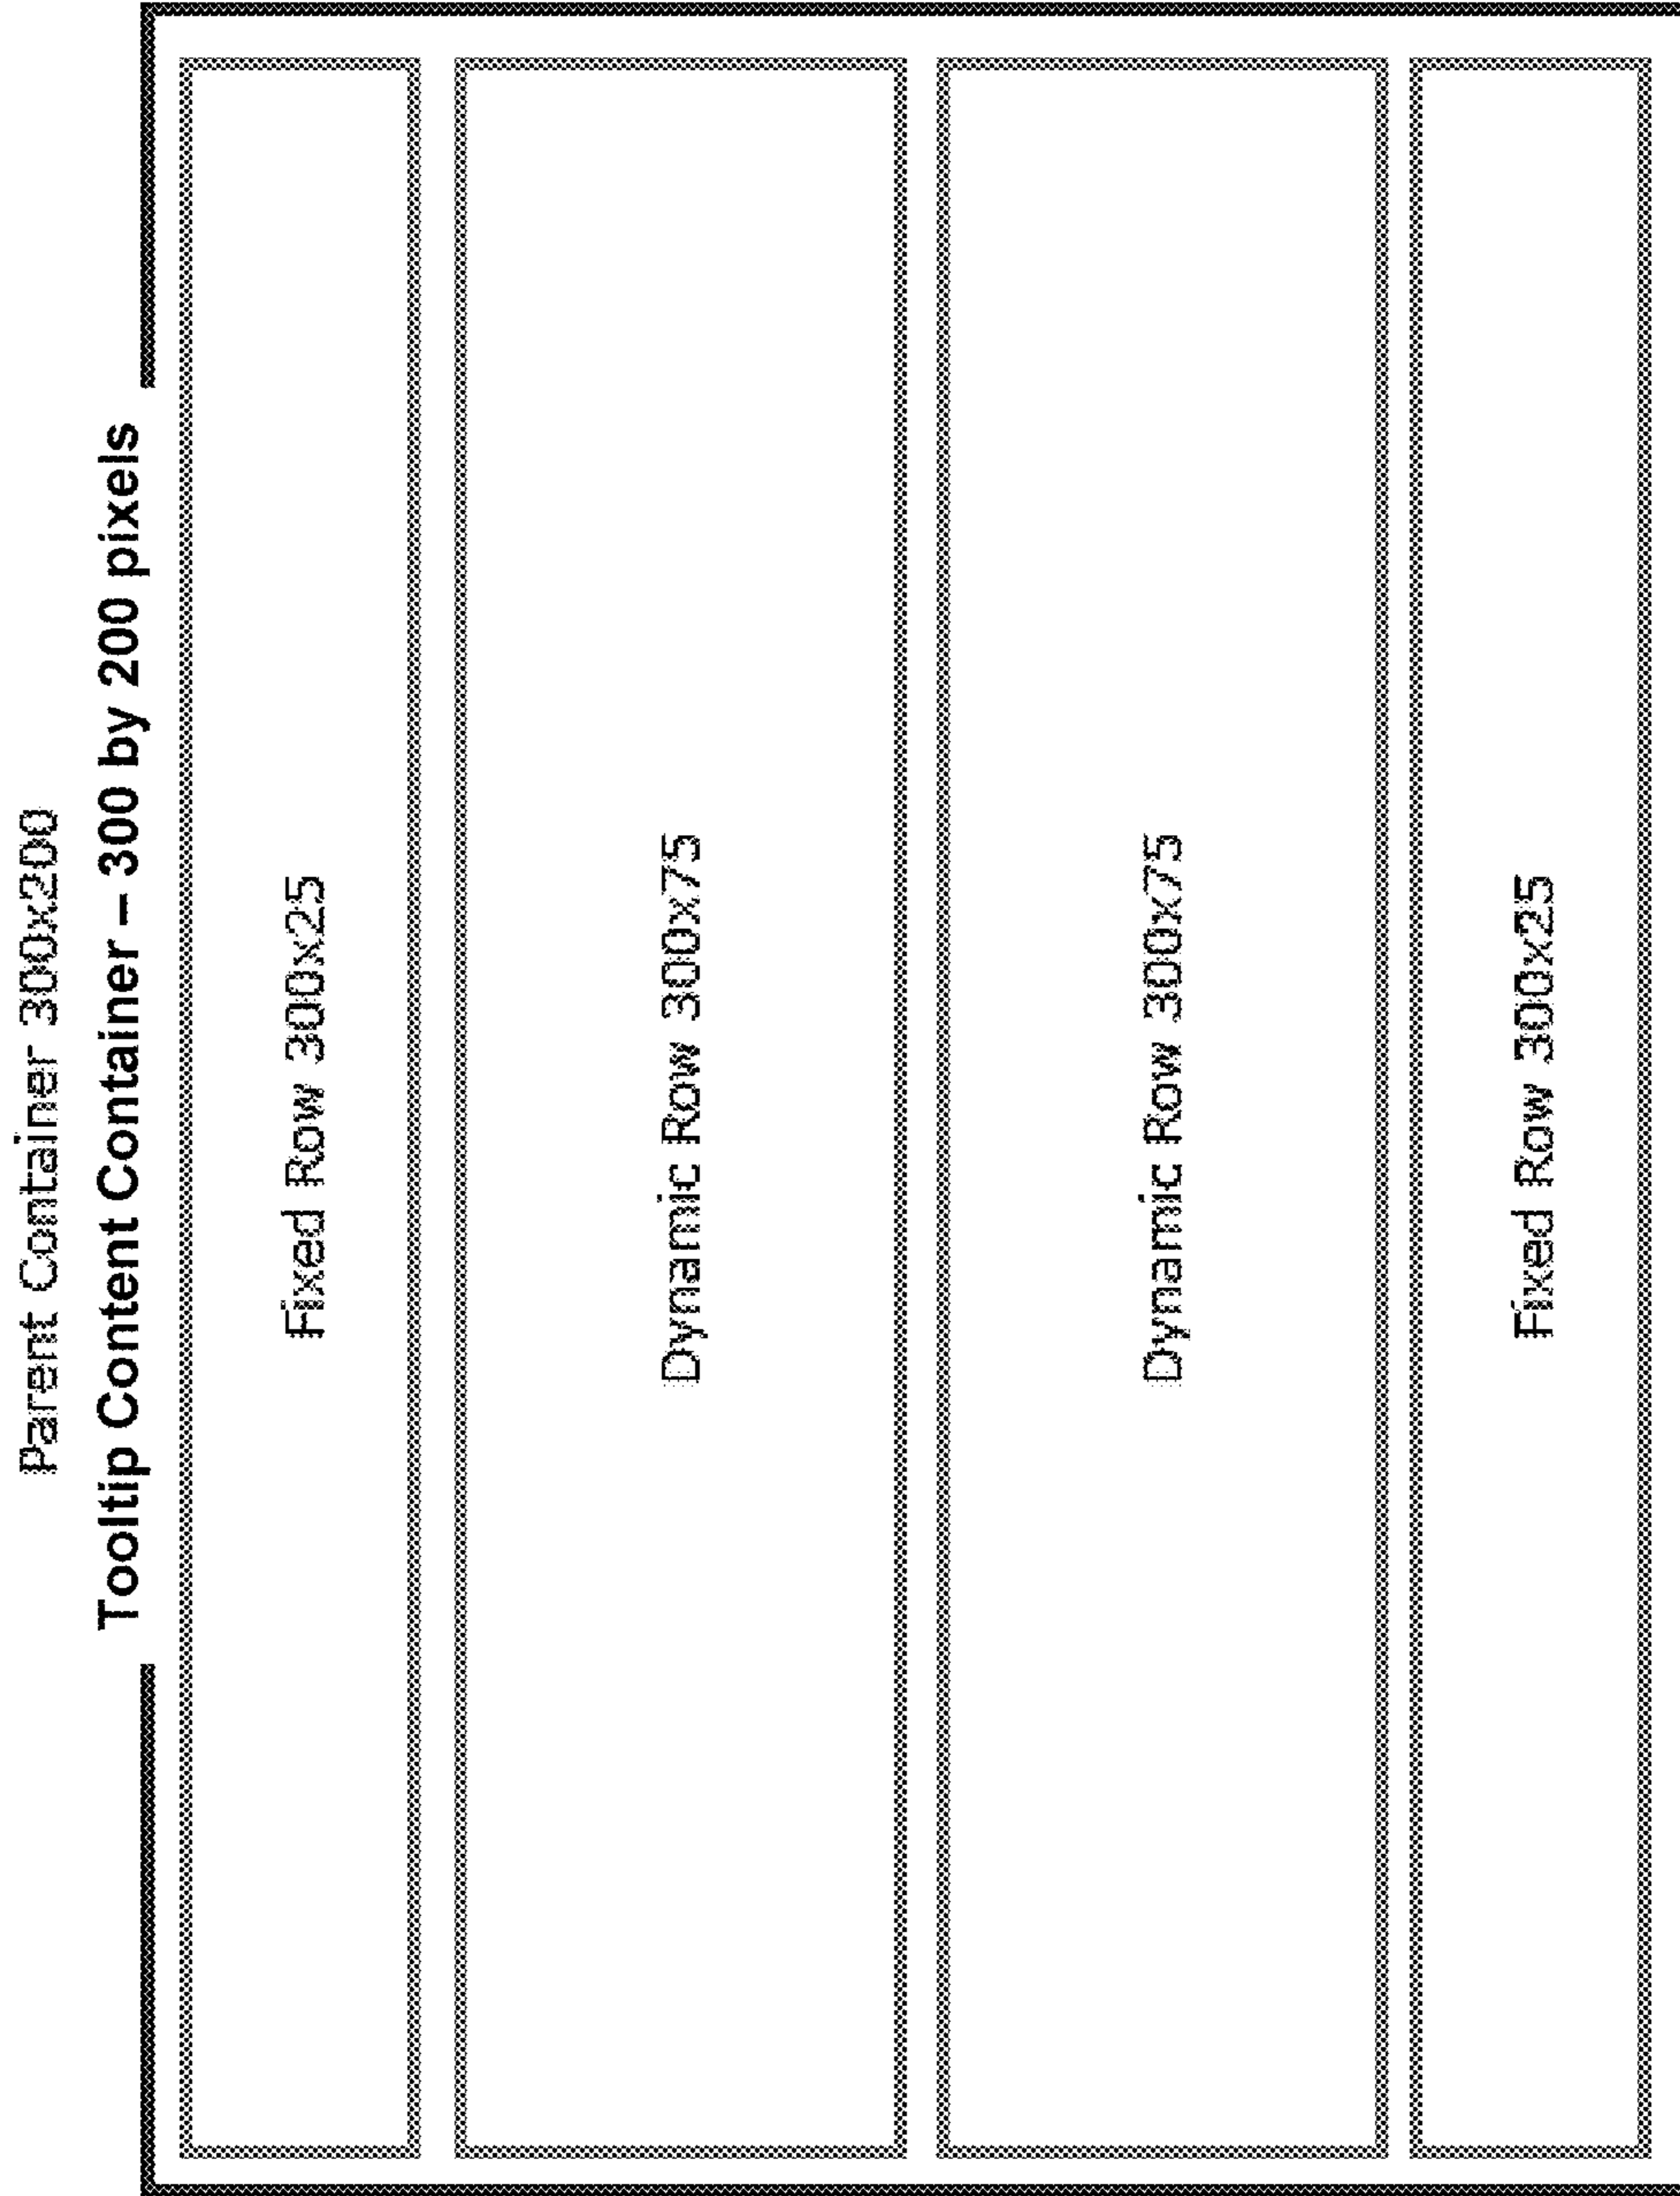 Parent Container 300x200
Tooltip Content Container – 300 by 200 pixels
Fixed Row 300x25
Dynamic Row 300x75
Dynamic Row 300x75
Fixed Row 300x25